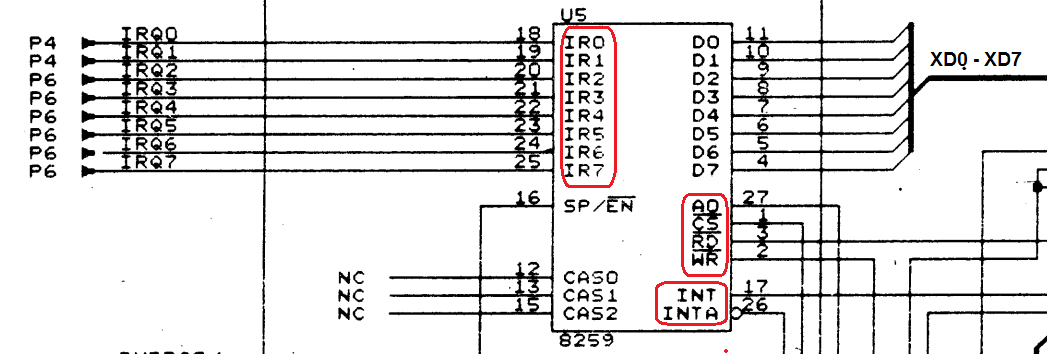 U5
P4 IRQ0 18 IR0 D0 11
P4 IRQ1 19 IR1 D1 10
P6 IRQ2 20 IR2 D2 9
P6 IRQ3 21 IR3 D3 8
P6 IRQ4 22 IR4 D4 7
P6 IRQ5 23 IR5 D5 6
P6 IRQ6 24 IR6 D6 5
P6 IRQ7 25 IR7 D7 4
XD0 - XD7
16 SP/EN A0 27
CS 1
RD 3
WR 2
NC 12 CAS0
NC 13 CAS1 INT 17
NC 15 CAS2 INTA 26
8259